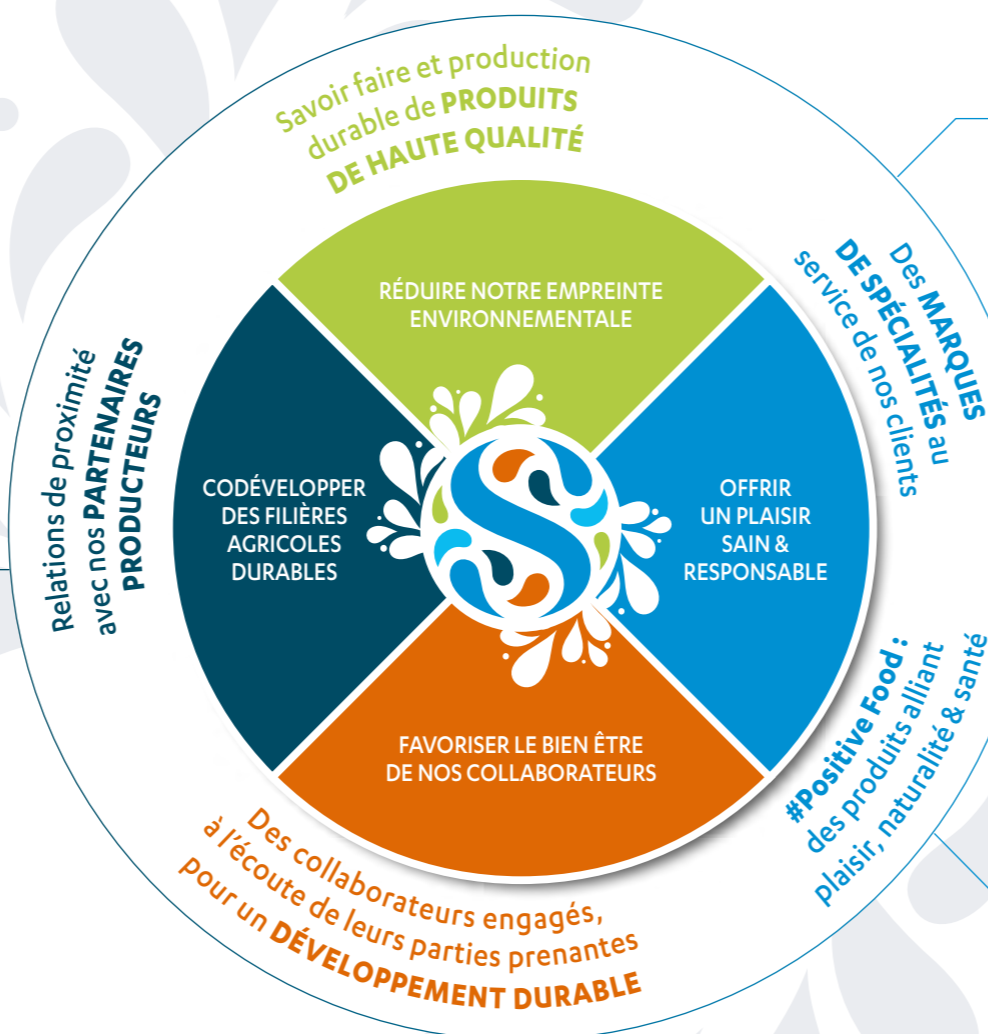 Savoir faire et production
durable de PRODUITS
DE HAUTE QUALITÉ
Des MARQUES
DE SPÉCIALITÉS au
service de nos clients
RÉDUIRE NOTRE EMPREINTE
ENVIRONNEMENTALE
Relations de proximité
avec nos PARTENAIRES
PRODUCTEURS
CODÉVELOPPER
DES FILIÈRES
AGRICOLES
DURABLES
OFFRIR
UN PLAISIR
SAIN &
RESPONSABLE
FAVORISER LE BIEN ÊTRE
DE NOS COLLABORATEURS
#Positive Food :
des produits alliant
plaisir, naturalité & santé
Des collaborateurs engagés,
à l'écoute de leurs parties prenantes
pour un DÉVELOPPEMENT DURABLE